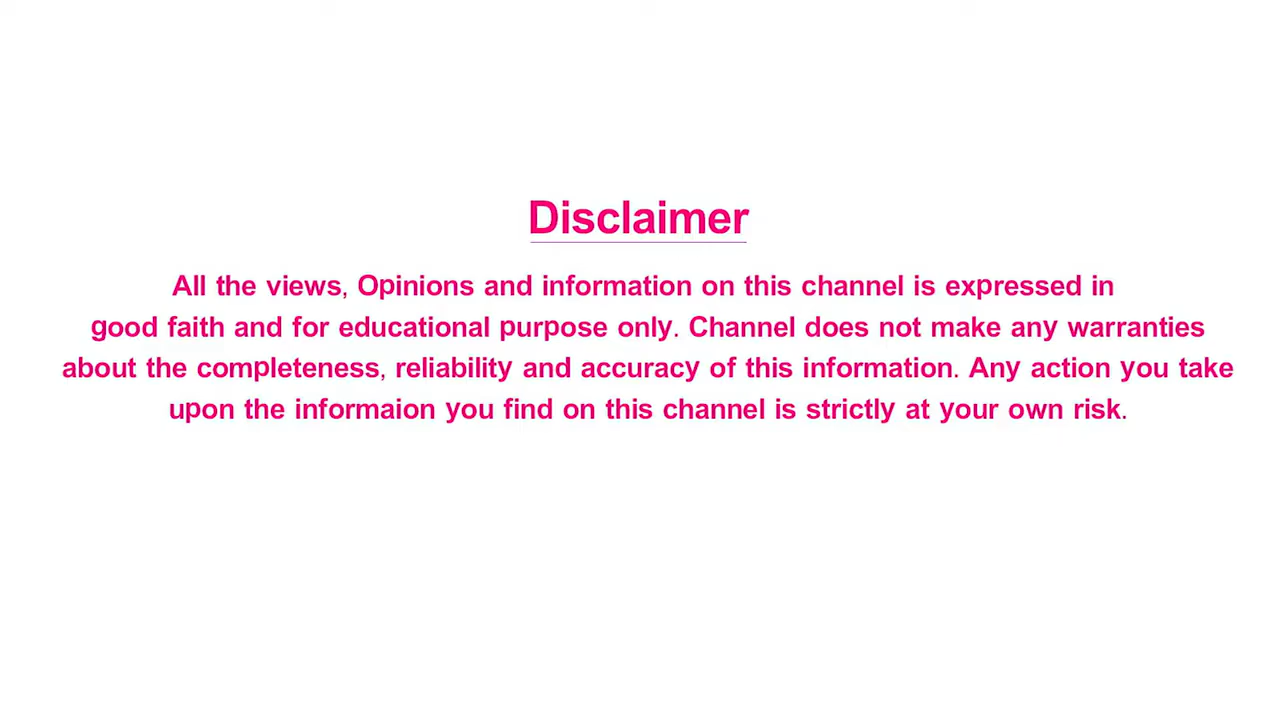 Disclaimer
All the views, Opinions and information on this channel is expressed in
good faith and for educational purpose only. Channel does not make any warranties
about the completeness, reliability and accuracy of this information. Any action you take
upon the informaion you find on this channel is strictly at your own risk.